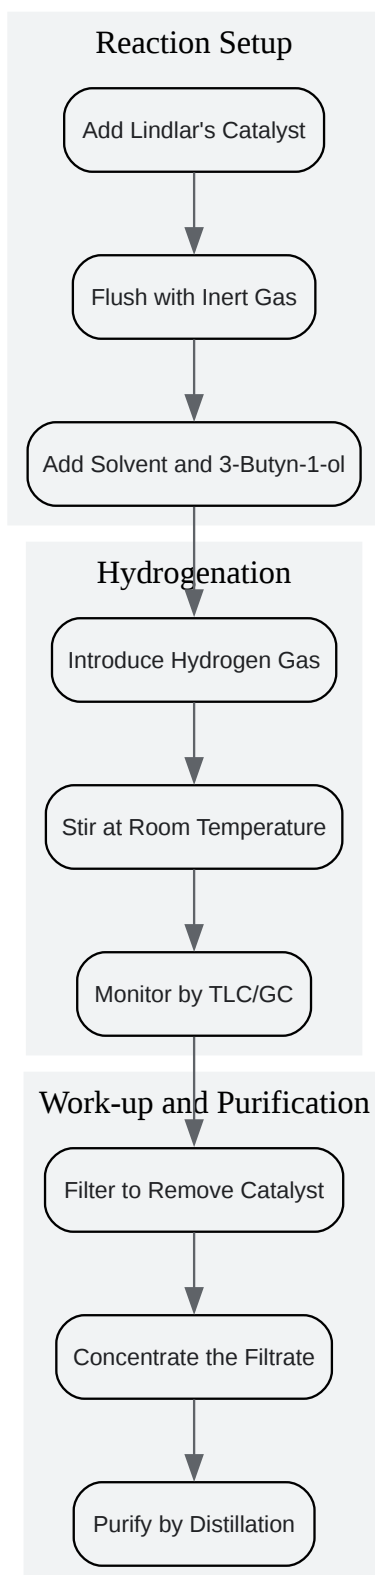 Reaction Setup
Add Lindlar's Catalyst
Flush with Inert Gas
Add Solvent and 3-Butyn-1-ol
Hydrogenation
Introduce Hydrogen Gas
Stir at Room Temperature
Monitor by TLC/GC
Work-up and Purification
Filter to Remove Catalyst
Concentrate the Filtrate
Purify by Distillation